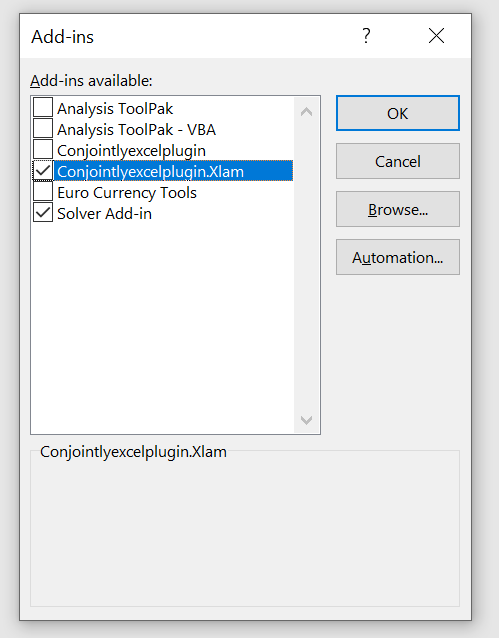 Add-ins
?
Add-ins available:
Analysis ToolPak
Analysis ToolPak - VBA
Conjointlyexcelplugin
Conjointlyexcelplugin.Xlam
Euro Currency Tools
Solver Add-in
OK
Cancel
Browse...
Automation...
Conjointlyexcelplugin.Xlam